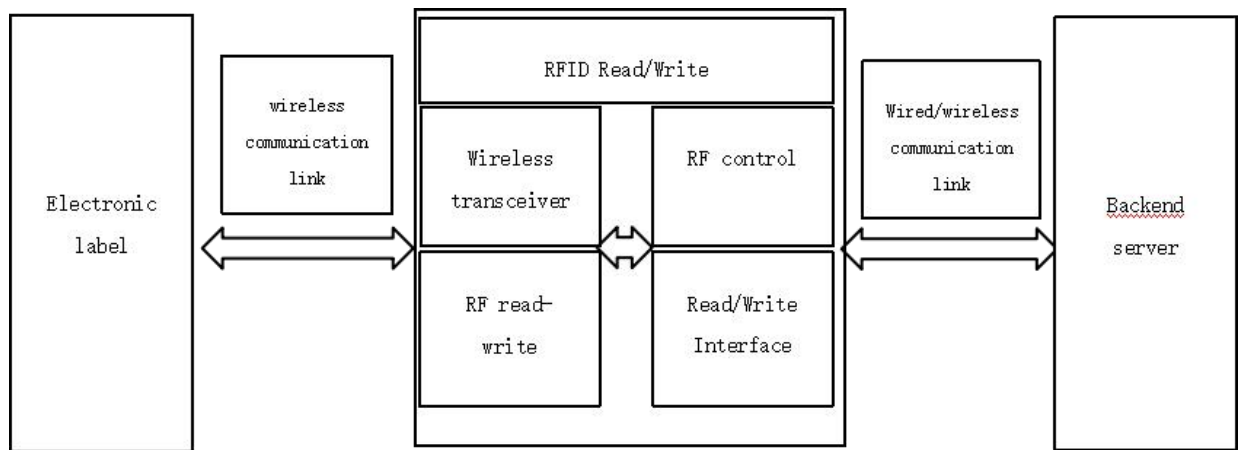 RFID Read/Write
wireless
communication
link
Wired/wireless
communication
link
Wireless
transceiver
RF control
Electronic
label
Backend
server
RF read-
write
Read/Write
Interface